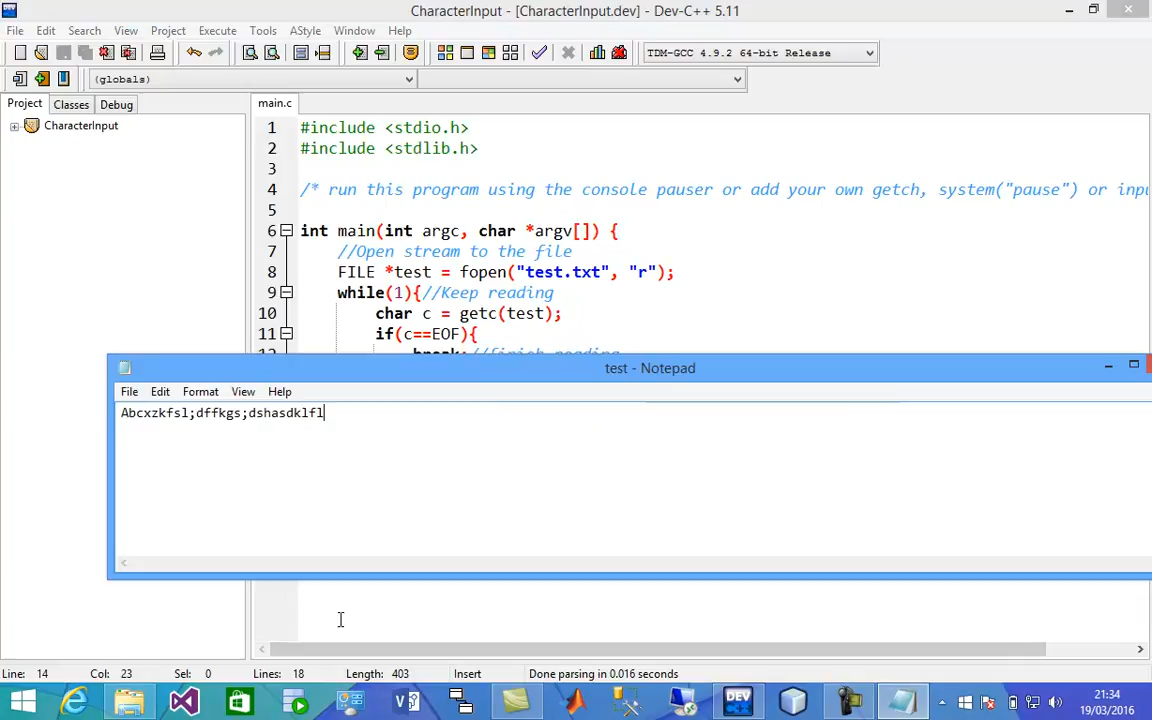 CharacterInput - [CharacterInput.dev] - Dev-C++ 5.11
File Edit Search View Project Execute Tools AStyle Window Help
TDM-GCC 4.9.2 64-bit Release
(globals)
Project Classes Debug
CharacterInput
main.c
1 #include <stdio.h>
2 #include <stdlib.h>
3
4 /* run this program using the console pauser or add your own getch, system("pause") or inpu
5
6 int main(int argc, char *argv[]) {
7 //Open stream to the file
8 FILE *test = fopen("test.txt", "r");
9 while(1){//Keep reading
10 char c = getc(test);
11 if(c==EOF){
12 break;//finish reading
test - Notepad
File Edit Format View Help
Abcxzkfsl;dffkgs;dshasdklfl
Line: 14 Col: 23 Sel: 0 Lines: 18 Length: 403 Insert Done parsing in 0.016 seconds
DEV
21:34
19/03/2016